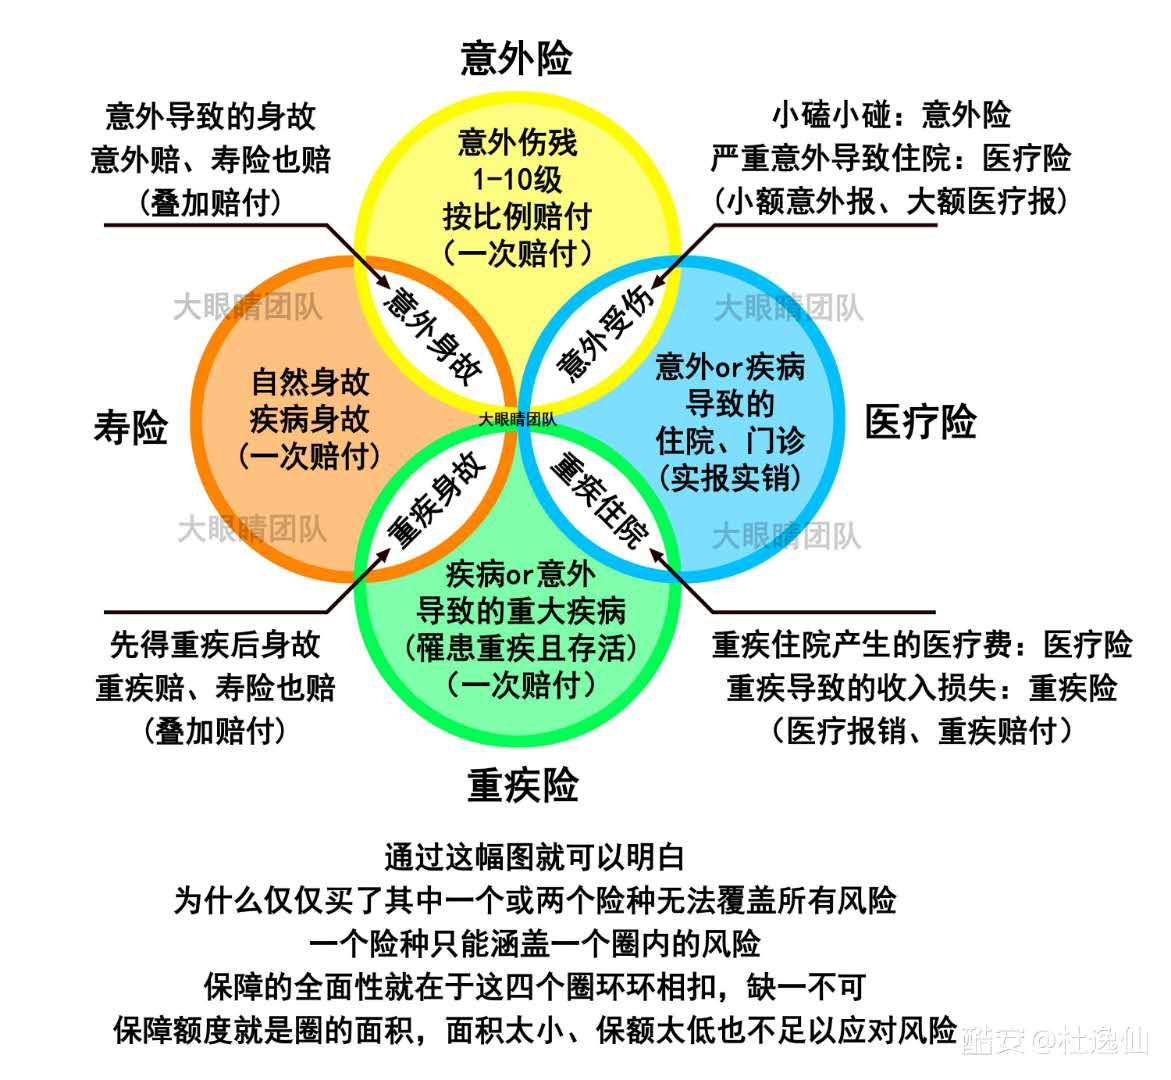 意外险
意外导致的身故
意外赔、寿险也赔
(叠加赔付)
小磕小碰：意外险
严重意外导致住院：医疗险
(小额意外报、大额医疗报)
意外伤残
1-10级
按比例赔付
（一次赔付）
大眼睛团队
大眼睛团队
意外身故
意外受伤
寿险
自然身故
疾病身故
(一次赔付)
意外or疾病
导致的
住院、门诊
(实报实销)
医疗险
大眼睛团队
重疾身故
重疾住院
大眼睛团队
大眼睛团队
疾病or意外
导致的重大疾病
(罹患重疾且存活)
（一次赔付）
先得重疾后身故
重疾赔、寿险也赔
(叠加赔付)
重疾住院产生的医疗费：医疗险
重疾导致的收入损失：重疾险
（医疗报销、重疾赔付）
重疾险
通过这幅图就可以明白
为什么仅仅买了其中一个或两个险种无法覆盖所有风险
一个险种只能涵盖一个圈内的风险
保障的全面性就在于这四个圈环环相扣，缺一不可
保障额度就是圈的面积，面积太小、保额太低也不足以应对风险
酷安@杜逸仙